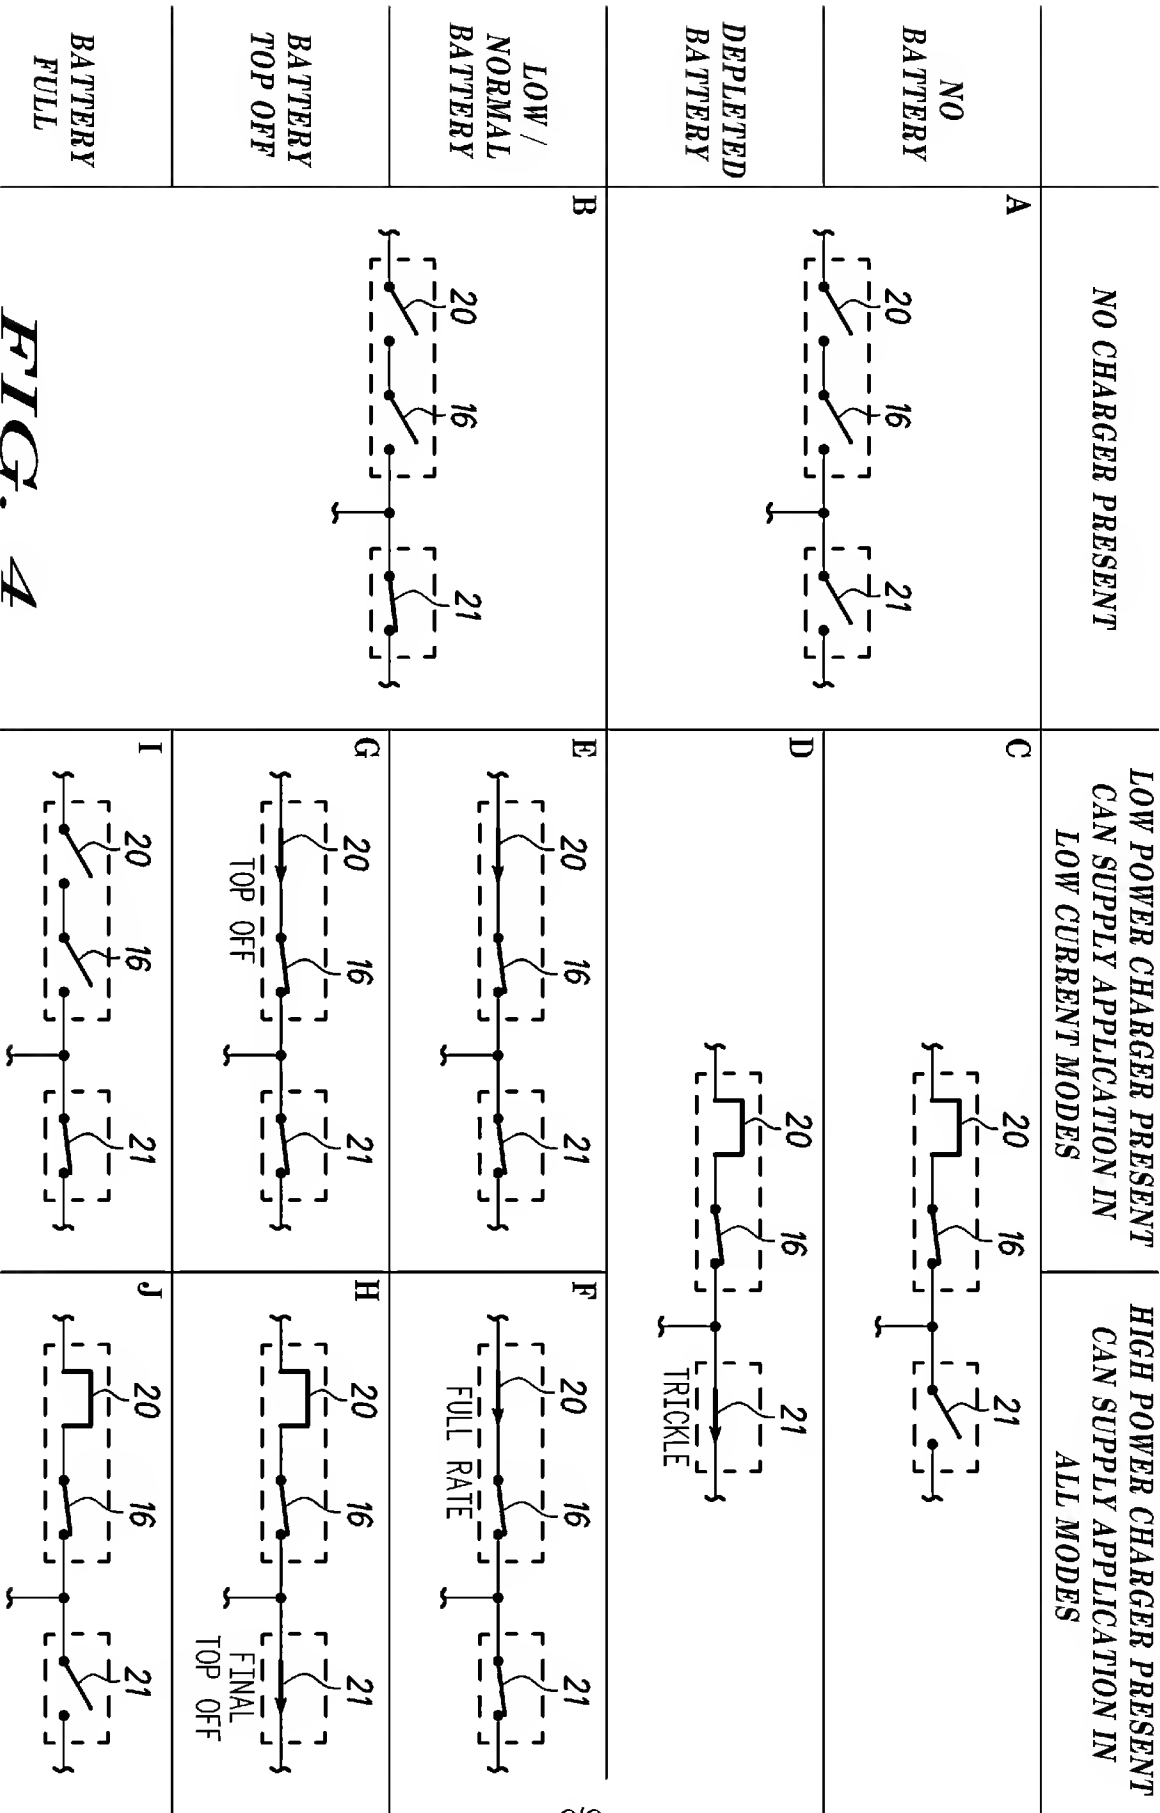 NO CHARGER PRESENT
LOW POWER CHARGER PRESENT
CAN SUPPLY APPLICATION IN
LOW CURRENT MODES
HIGH POWER CHARGER PRESENT
CAN SUPPLY APPLICATION IN
ALL MODES
NO
BATTERY
A
20
16
21
C
20
16
21
DEPLETED
BATTERY
D
20
16
21
TRICKLE
LOW /
NORMAL
BATTERY
B
20
16
21
E
20
16
21
F
20
16
21
FULL RATE
BATTERY
TOP OFF
G
20
16
21
TOP OFF
H
20
16
21
FINAL
TOP OFF
BATTERY
FULL
I
20
16
21
J
20
16
21
FIG. 4